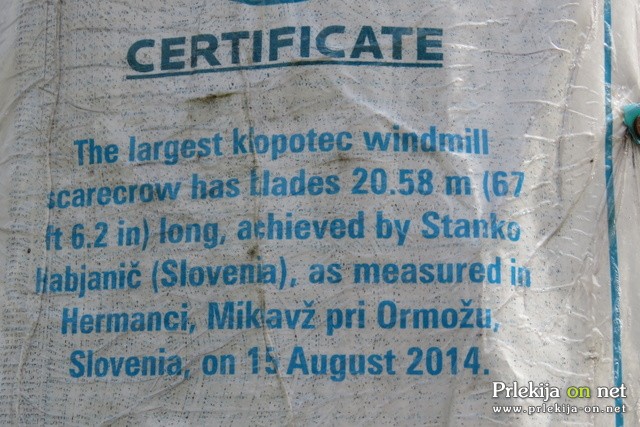 CERTIFICATE
The largest klopotec windmill
scarecrow has blades 20.58 m (67
ft 6.2 in) long, achieved by Stanko
Habjanič (Slovenia), as measured in
Hermanci, Miklavž pri Ormožu,
Slovenia, on 15 August 2014.
Prlekija on net
www.prlekija-on.net